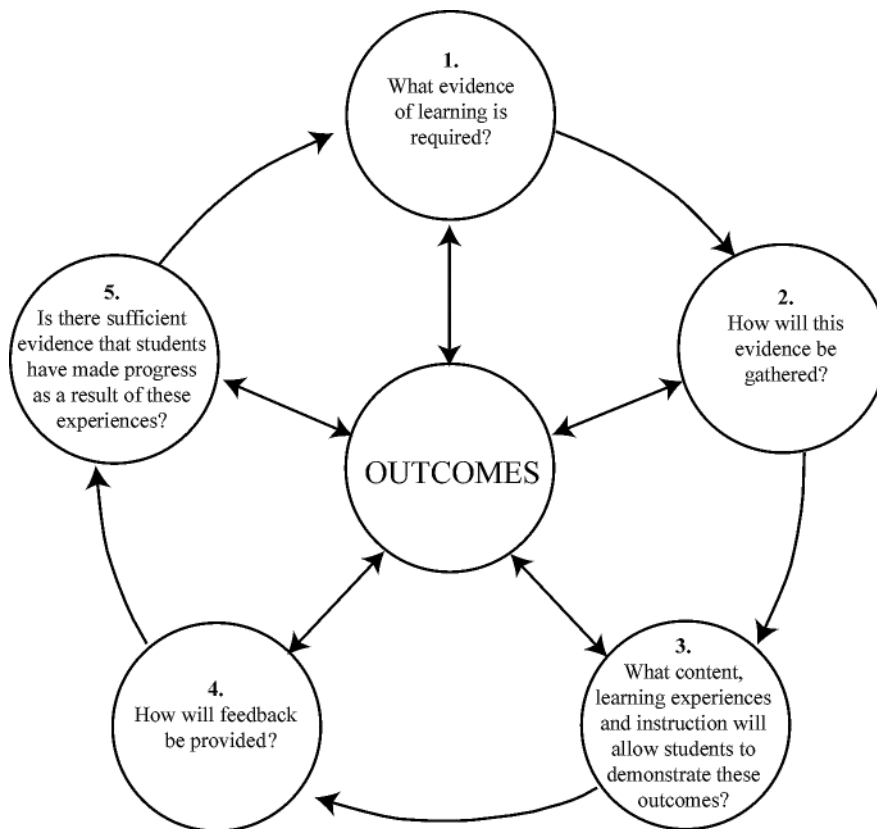 1.
What evidence
of learning is
required?
2.
How will this
evidence be
gathered?
3.
What content,
learning experiences
and instruction will
allow students to
demonstrate these
outcomes?
4.
How will feedback
be provided?
5.
Is there sufficient
evidence that students
have made progress
as a result of these
experiences?
OUTCOMES